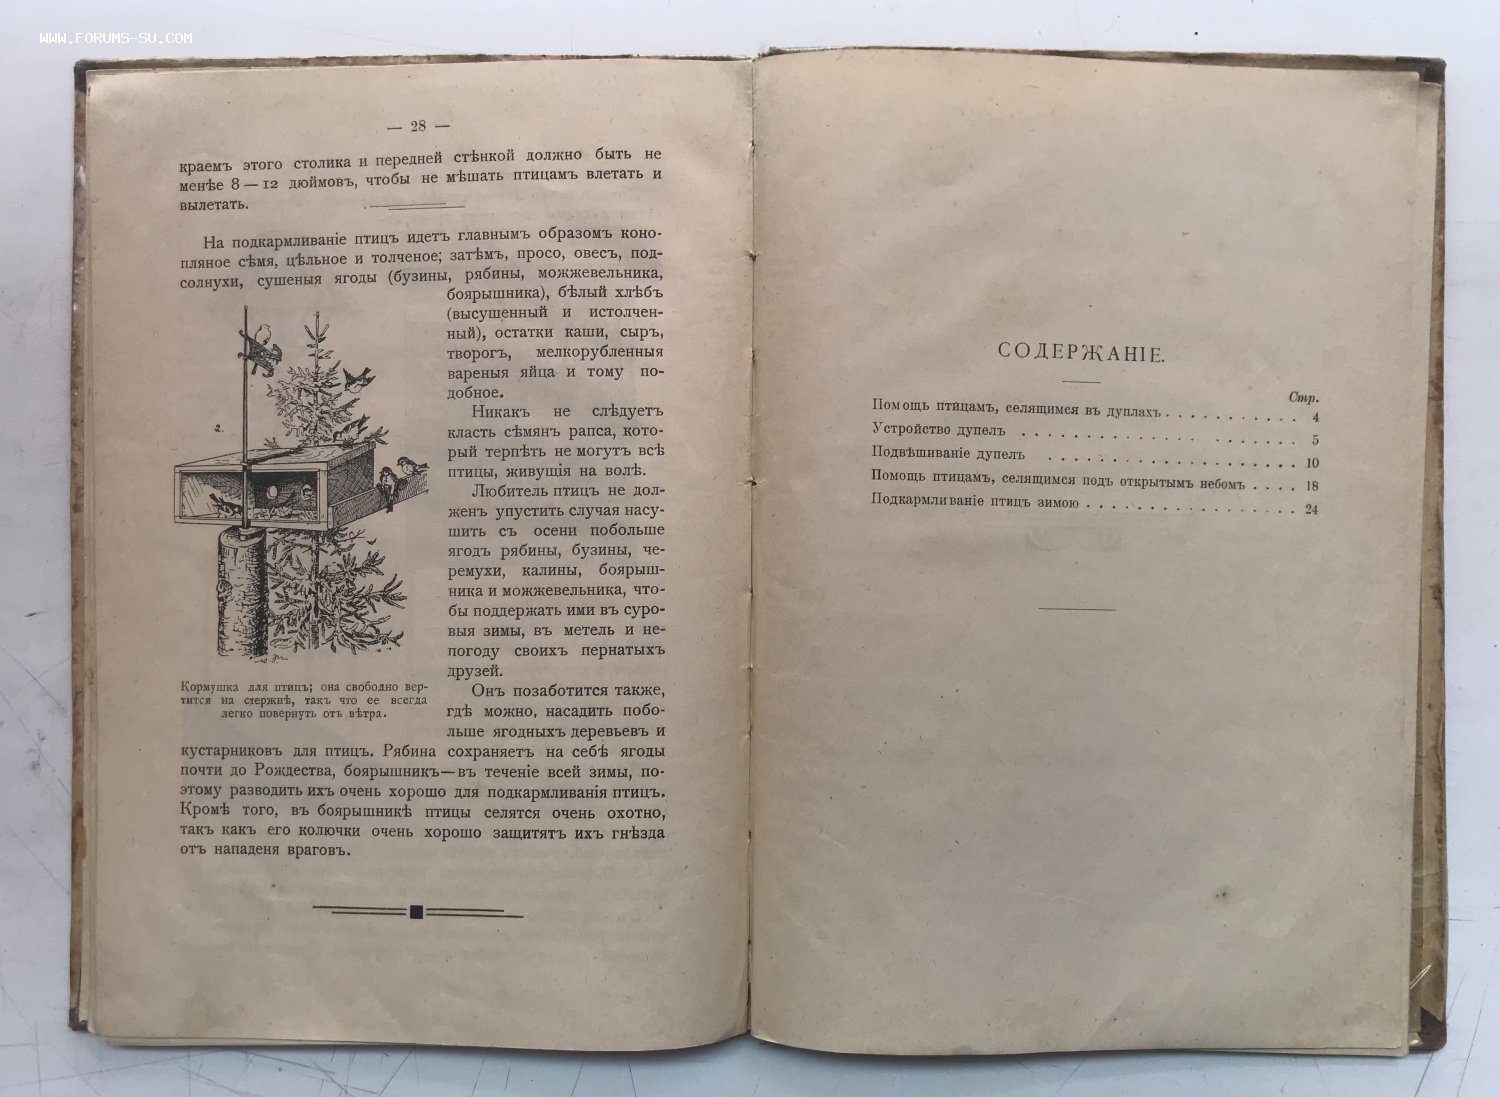 WWW.FORUMS-SU.COM
— 28 —
краемъ этого столика и передней стѣнкой должно быть не
менѣе 8 — 12 дюймовъ, чтобы не мѣшать птицамъ влетать и
вылетать.
На подкармливаніе птицъ идетъ главнымъ образомъ коно-
пляное сѣмя, цѣльное и толченое; затѣмъ, просо, овесъ, под-
солнухи, сушеныя ягоды (бузины, рябины, можжевельника,
боярышника), бѣлый хлѣбъ
(высушенный и истолчен-
ный), остатки каши, сыръ,
творогъ, мелкорубленныя
вареныя яйца и тому по-
добное.
Никакъ не слѣдуетъ
класть сѣмянъ рапса, кото-
рый терпѣть не могутъ всѣ
птицы, живущія на волѣ.
Любитель птицъ не дол-
женъ упустить случая насу-
шить съ осени побольше
ягодъ рябины, бузины, че-
ремухи, калины, боярыш-
ника и можжевельника, что-
бы поддержать ими въ суро-
выя зимы, въ метель и не-
погоду своихъ пернатыхъ
друзей.
2.
Кормушка для птицъ; она свободно вер-
тится на стержнѣ, такъ что ее всегда
легко повернуть отъ вѣтра.
Онъ позаботится также,
гдѣ можно, насадить побо-
льше ягодныхъ деревьевъ и
кустарниковъ для птицъ. Рябина сохраняетъ на себѣ ягоды
почти до Рождества, боярышникъ—въ теченіе всей зимы, по-
этому разводить ихъ очень хорошо для подкармливанія птицъ.
Кромѣ того, въ боярышникѣ птицы селятся очень охотно,
такъ какъ его колючки очень хорошо защитятъ ихъ гнѣзда
отъ нападеня враговъ.
СОДЕРЖАНІЕ.
Стр.
Помощь птицамъ, селящимся въ дуплахъ . . . . . . . . . . . 4
Устройство дупелъ . . . . . . . . . . . . . . . . . . 5
Подвѣшиваніе дупелъ . . . . . . . . . . . . . . . . . . 10
Помощь птицамъ, селящимся подъ открытымъ небомъ . . . . 18
Подкармливаніе птицъ зимою . . . . . . . . . . . . . . . . . 24